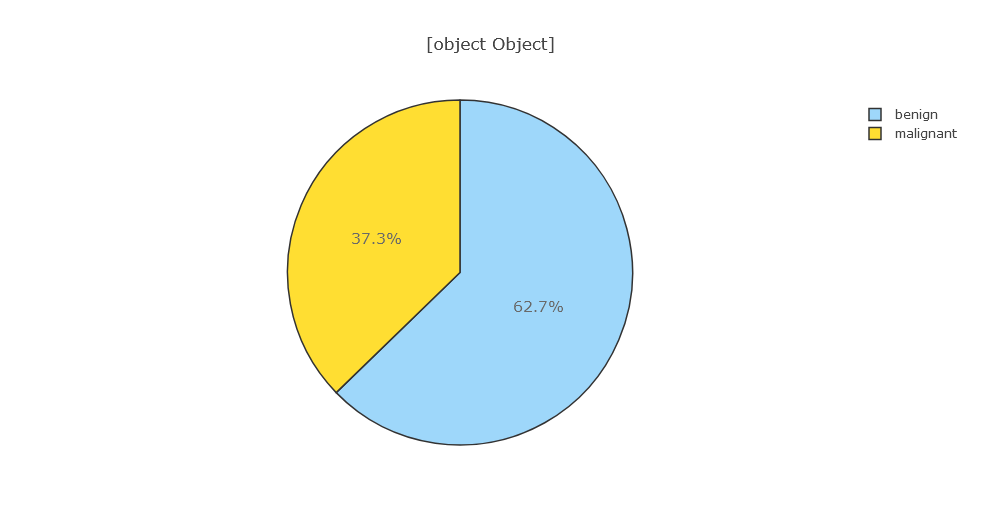 [object Object]
benign
malignant
37.3%
62.7%